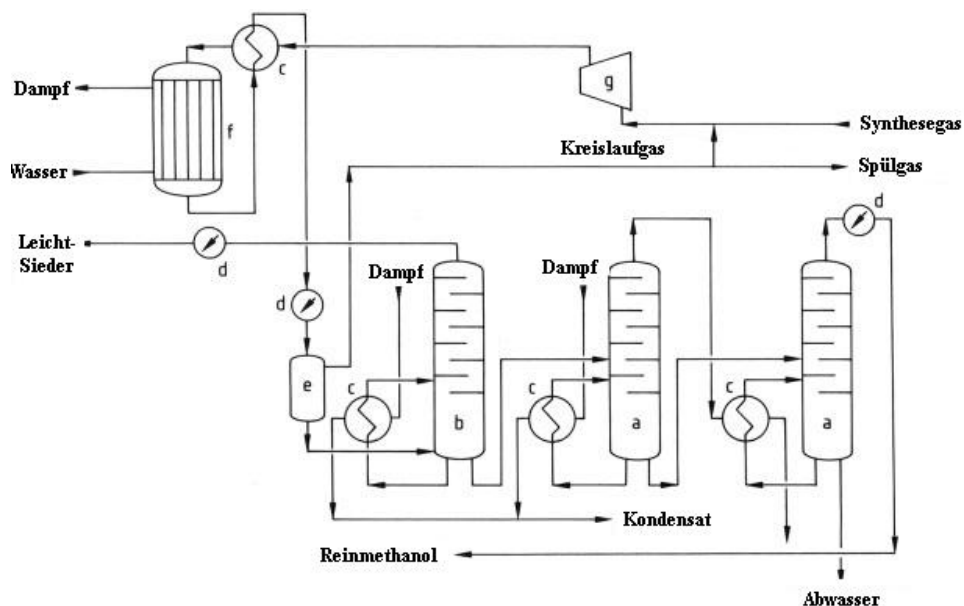 c
g
Dampf
f
Synthesegas
Kreislaufgas
Wasser
Spülgas
d
Leicht-
Sieder
d
Dampf
Dampf
d
e
c
c
c
b
a
a
Kondensat
Reinmethanol
Abwasser